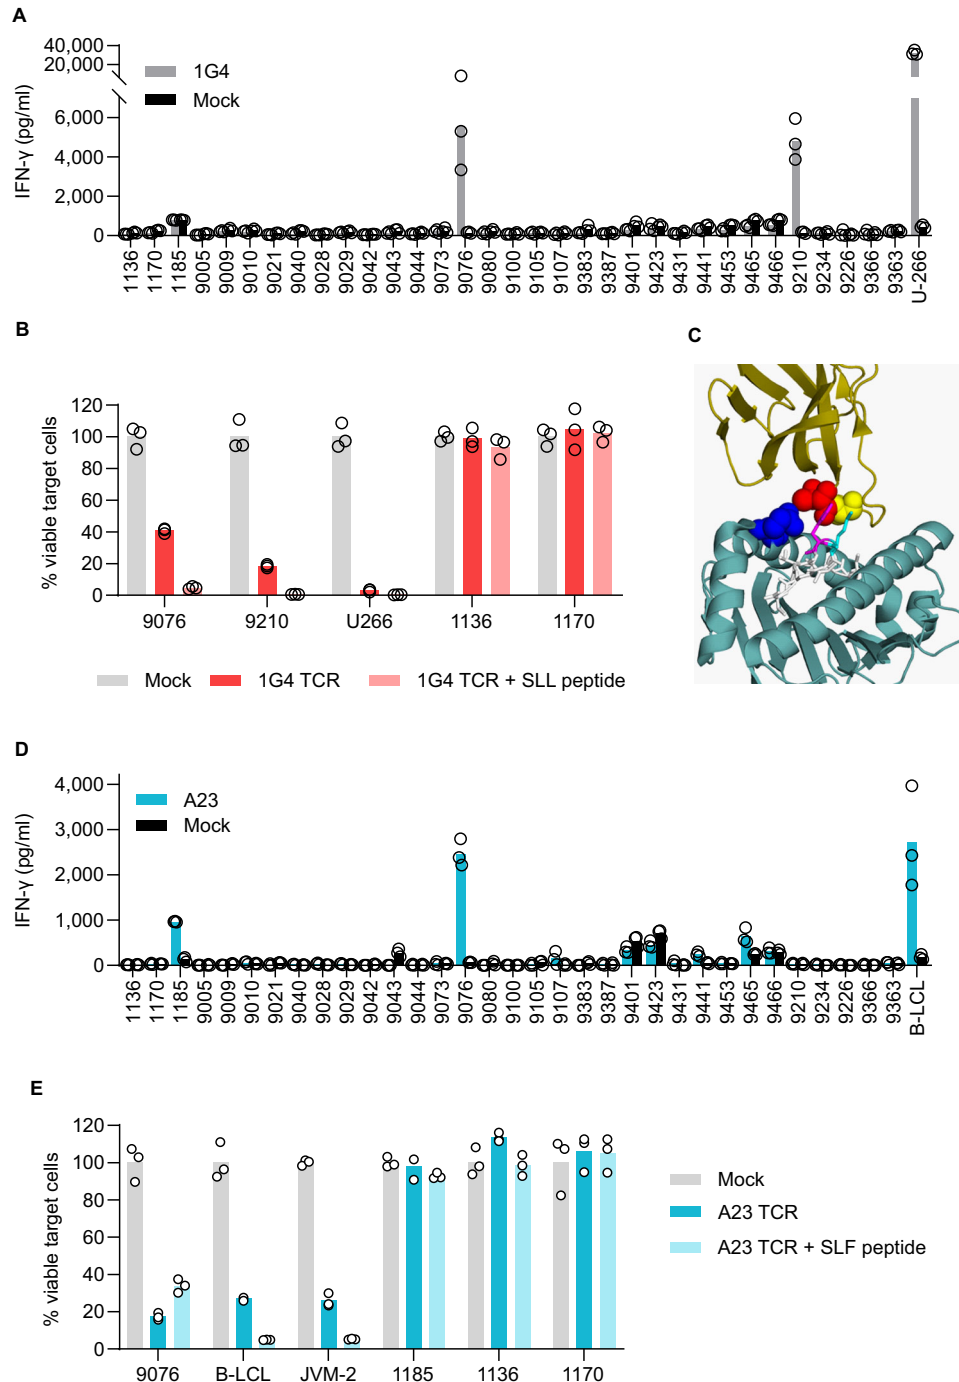 A
40,000
20,000
6,000
4,000
2,000
0
IFN-γ (pg/ml)
1G4
Mock
1136 1170 1185 9005 9009 9010 9021 9040 9028 9029 9042 9043 9044 9073 9076 9080 9100 9105 9107 9383 9387 9401 9423 9431 9441 9453 9465 9466 9210 9234 9226 9366 9363 U-266
B
120
100
80
60
40
20
0
% viable target cells
9076 9210 U266 1136 1170
Mock 1G4 TCR 1G4 TCR + SLL peptide
C
D
4,000
3,000
2,000
1,000
0
IFN-γ (pg/ml)
A23
Mock
1136 1170 1185 9005 9009 9010 9021 9040 9028 9029 9042 9043 9044 9073 9076 9080 9100 9105 9107 9383 9387 9401 9423 9431 9441 9453 9465 9466 9210 9234 9226 9366 9363 B-LCL
E
120
100
80
60
40
20
0
% viable target cells
9076 B-LCL JVM-2 1185 1136 1170
Mock
A23 TCR
A23 TCR + SLF peptide